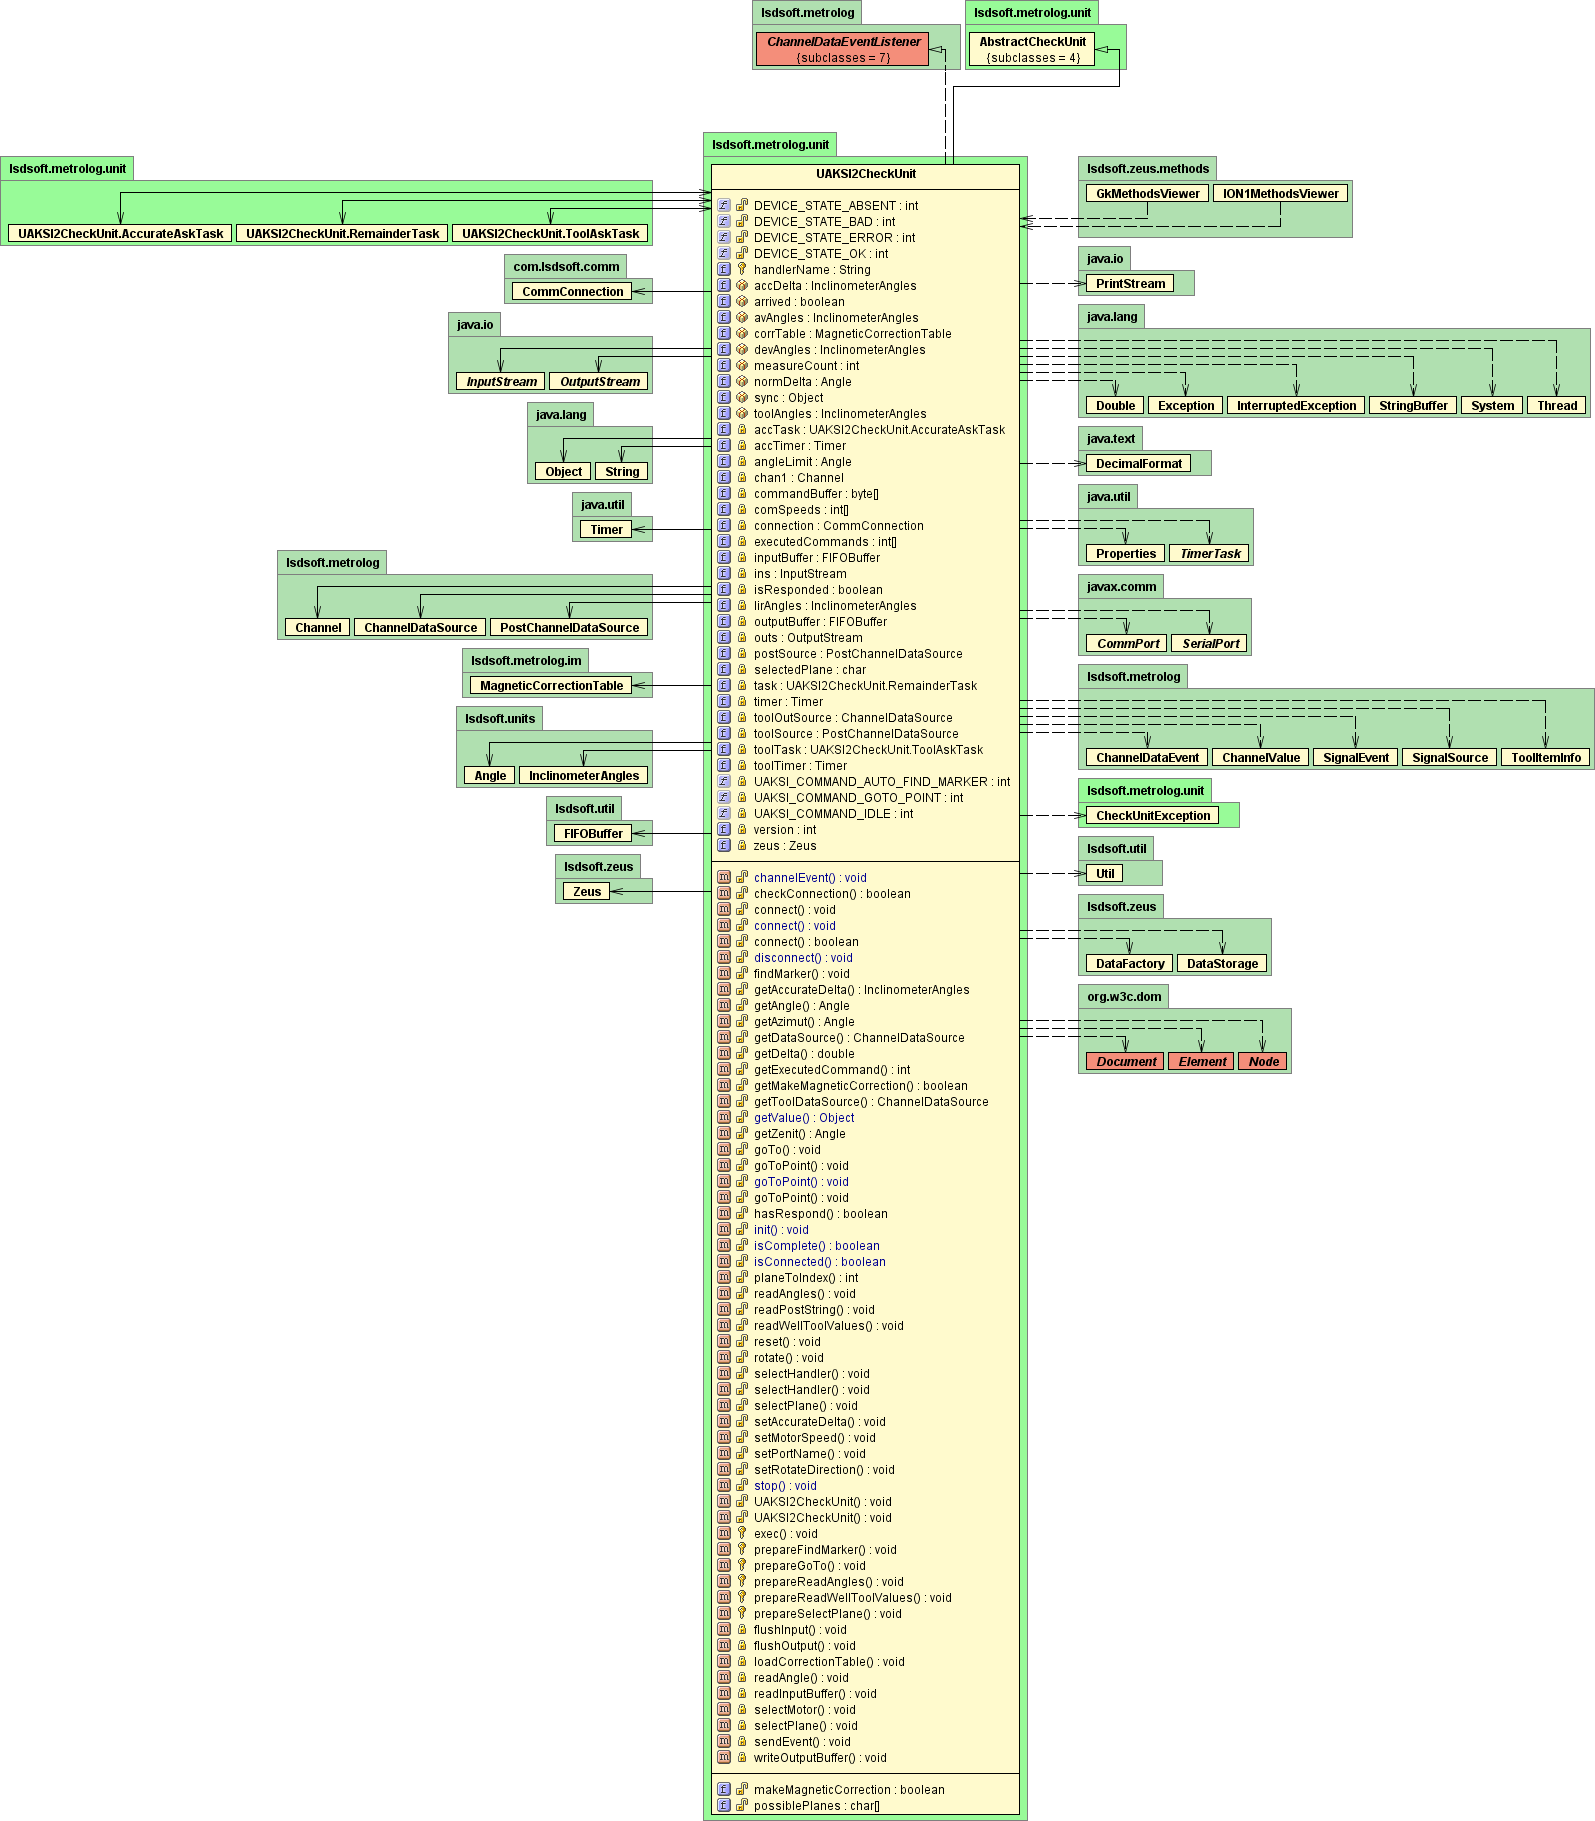 lsdsoft.metrolog
ChannelDataEventListener
{subclasses = 7}
lsdsoft.metrolog.unit
AbstractCheckUnit
{subclasses = 4}
lsdsoft.metrolog.unit
UAKSI2CheckUnit.AccurateAskTask
UAKSI2CheckUnit.RemainderTask
UAKSI2CheckUnit.ToolAskTask
com.lsdsoft.comm
CommConnection
java.io
InputStream
OutputStream
java.lang
Object
String
java.util
Timer
lsdsoft.metrolog
Channel
ChannelDataSource
PostChannelDataSource
lsdsoft.metrolog.im
MagneticCorrectionTable
lsdsoft.units
Angle
InclinometerAngles
lsdsoft.util
FIFOBuffer
lsdsoft.zeus
Zeus
lsdsoft.metrolog.unit
UAKSI2CheckUnit
DEVICE_STATE_ABSENT : int
DEVICE_STATE_BAD : int
DEVICE_STATE_ERROR : int
DEVICE_STATE_OK : int
handlerName : String
accDelta : InclinometerAngles
arrived : boolean
avAngles : InclinometerAngles
corrTable : MagneticCorrectionTable
devAngles : InclinometerAngles
measureCount : int
normDelta : Angle
sync : Object
toolAngles : InclinometerAngles
accTask : UAKSI2CheckUnit.AccurateAskTask
accTimer : Timer
angleLimit : Angle
chan1 : Channel
commandBuffer : byte[]
comSpeeds : int[]
connection : CommConnection
executedCommands : int[]
inputBuffer : FIFOBuffer
ins : InputStream
isResponded : boolean
lirAngles : InclinometerAngles
outputBuffer : FIFOBuffer
outs : OutputStream
postSource : PostChannelDataSource
selectedPlane : char
task : UAKSI2CheckUnit.RemainderTask
timer : Timer
toolOutSource : ChannelDataSource
toolSource : PostChannelDataSource
toolTask : UAKSI2CheckUnit.ToolAskTask
toolTimer : Timer
UAKSI_COMMAND_AUTO_FIND_MARKER : int
UAKSI_COMMAND_GOTO_POINT : int
UAKSI_COMMAND_IDLE : int
version : int
zeus : Zeus
channelEvent() : void
checkConnection() : boolean
connect() : void
connect() : void
connect() : boolean
disconnect() : void
findMarker() : void
getAccurateDelta() : InclinometerAngles
getAngle() : Angle
getAzimut() : Angle
getDataSource() : ChannelDataSource
getDelta() : double
getExecutedCommand() : int
getMakeMagneticCorrection() : boolean
getToolDataSource() : ChannelDataSource
getValue() : Object
getZenit() : Angle
goTo() : void
goToPoint() : void
goToPoint() : void
goToPoint() : void
hasRespond() : boolean
init() : void
isComplete() : boolean
isConnected() : boolean
planeToIndex() : int
readAngles() : void
readPostString() : void
readWellToolValues() : void
reset() : void
rotate() : void
selectHandler() : void
selectHandler() : void
selectPlane() : void
setAccurateDelta() : void
setMotorSpeed() : void
setPortName() : void
setRotateDirection() : void
stop() : void
UAKSI2CheckUnit() : void
UAKSI2CheckUnit() : void
exec() : void
prepareFindMarker() : void
prepareGoTo() : void
prepareReadAngles() : void
prepareReadWellToolValues() : void
prepareSelectPlane() : void
flushInput() : void
flushOutput() : void
loadCorrectionTable() : void
readAngle() : void
readInputBuffer() : void
selectMotor() : void
selectPlane() : void
sendEvent() : void
writeOutputBuffer() : void
makeMagneticCorrection : boolean
possiblePlanes : char[]
lsdsoft.zeus.methods
GkMethodsViewer
ION1MethodsViewer
java.io
PrintStream
java.lang
Double
Exception
InterruptedException
StringBuffer
System
Thread
java.text
DecimalFormat
java.util
Properties
TimerTask
javax.comm
CommPort
SerialPort
lsdsoft.metrolog
ChannelDataEvent
ChannelValue
SignalEvent
SignalSource
ToolItemInfo
lsdsoft.metrolog.unit
CheckUnitException
lsdsoft.util
Util
lsdsoft.zeus
DataFactory
DataStorage
org.w3c.dom
Document
Element
Node